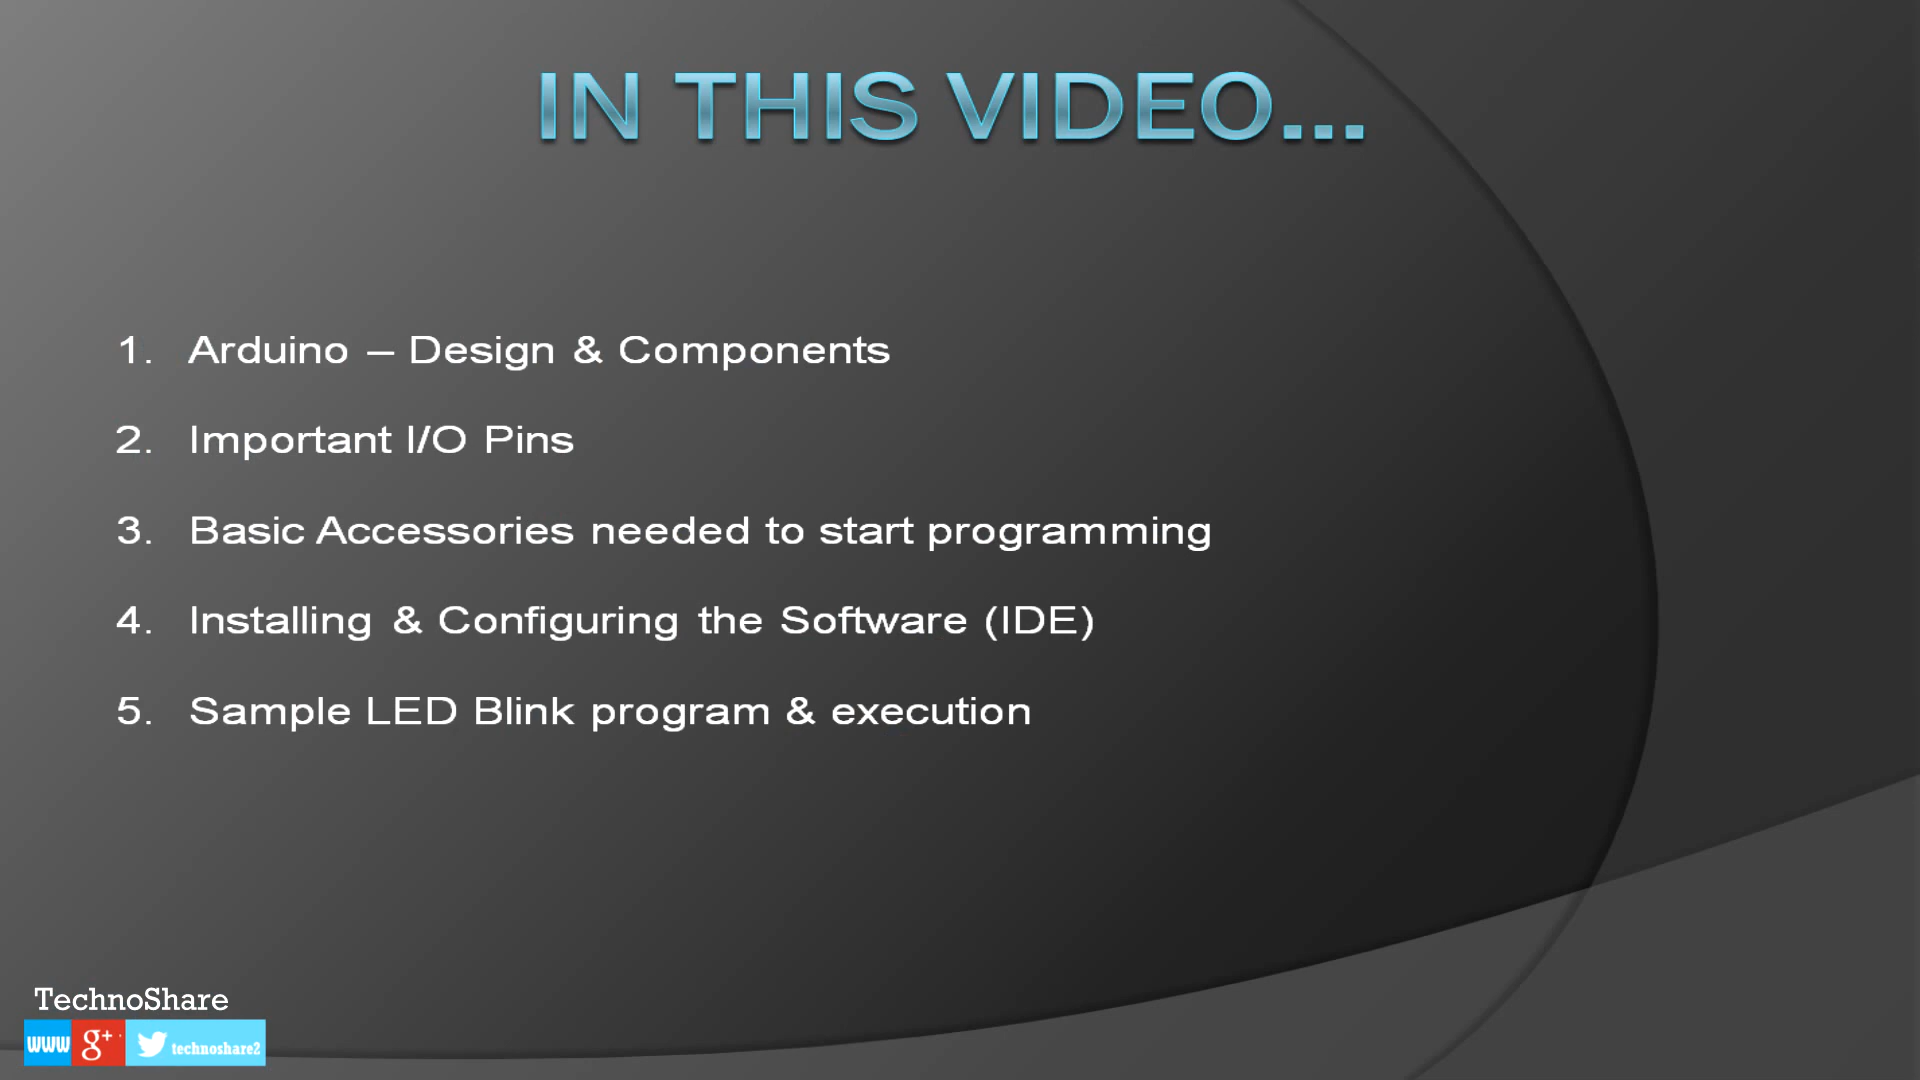 IN THIS VIDEO...
1. Arduino – Design & Components
2. Important I/O Pins
3. Basic Accessories needed to start programming
4. Installing & Configuring the Software (IDE)
5. Sample LED Blink program & execution
TechnoShare
www g+ technoshare2